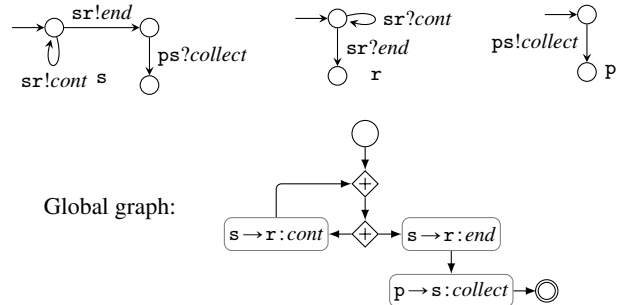 sr!end
sr?cont
sr?end
ps!collect
ps?collect
sr!cont s
r
p
+
Global graph:
s→r:cont + s→r:end
p→s:collect